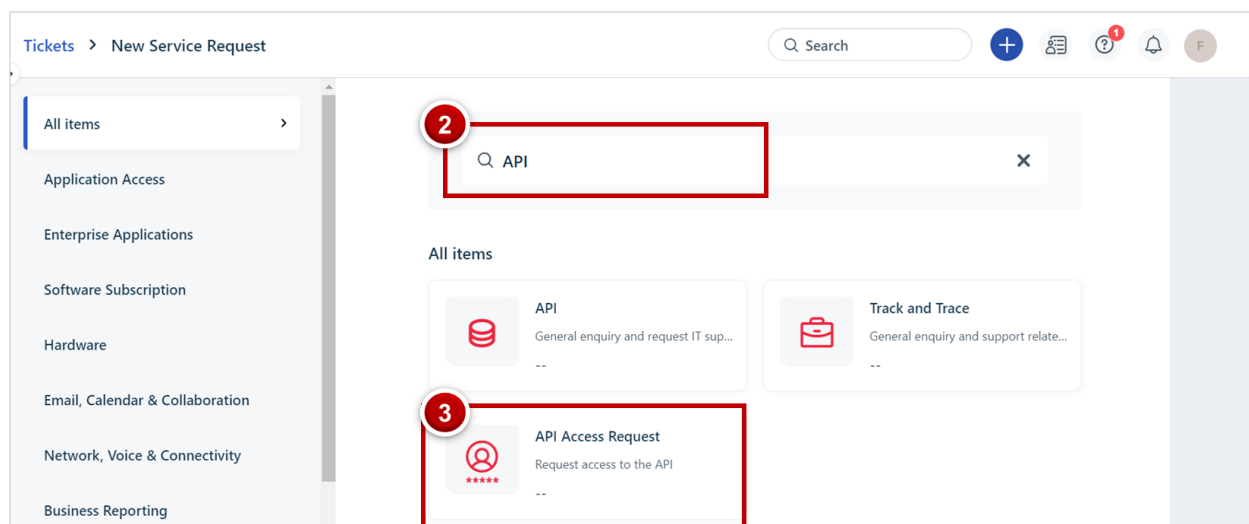 Tickets > New Service Request
Search
1
F
All items >
Application Access
Enterprise Applications
Software Subscription
Hardware
Email, Calendar & Collaboration
Network, Voice & Connectivity
Business Reporting
2
API
All items
API
General enquiry and request IT sup...
--
Track and Trace
General enquiry and support relate...
--
3
API Access Request
Request access to the API
--
*****